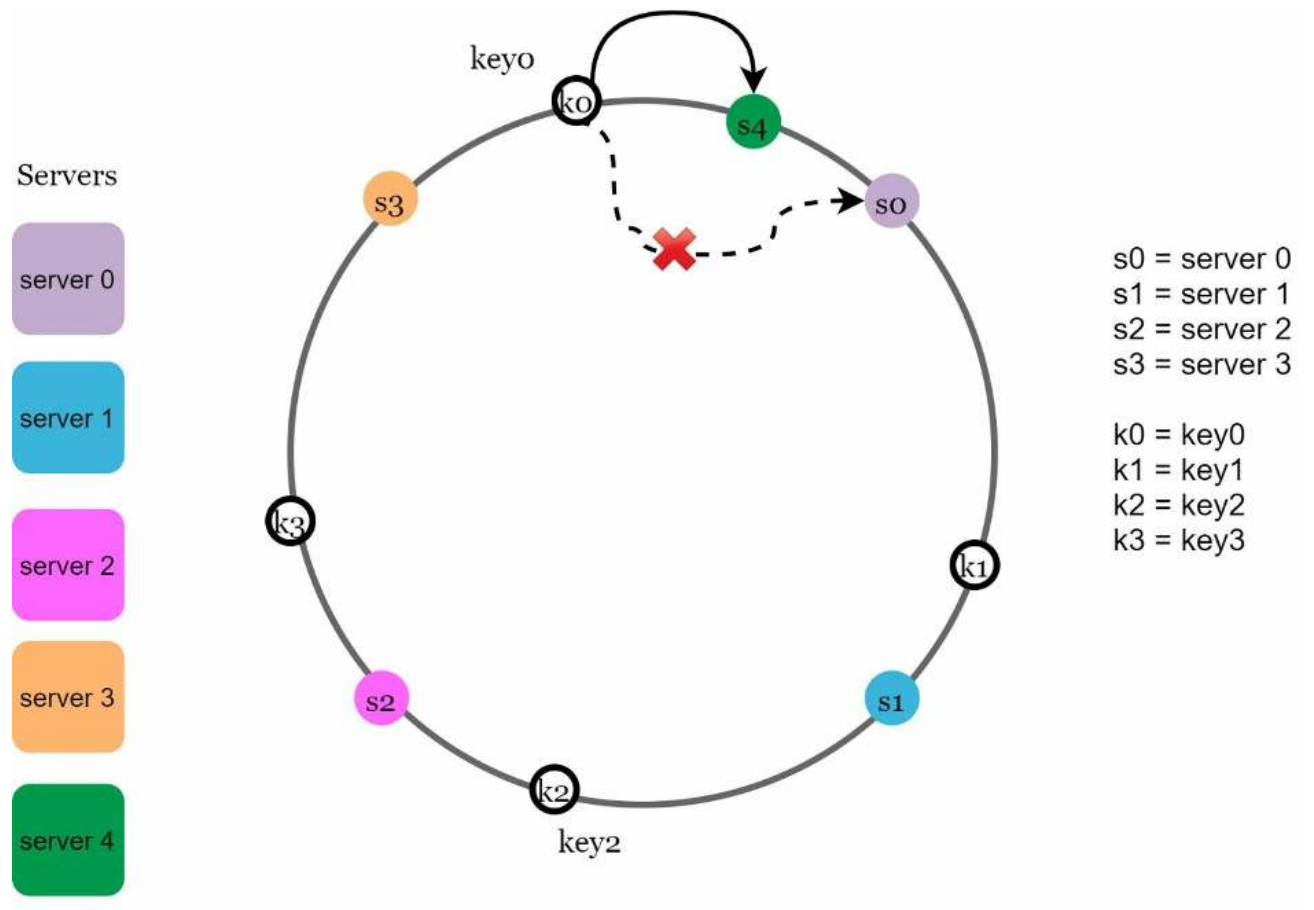 key0
k0
s4
s3
s0
Servers
server 0
server 1
server 2
server 3
server 4
k3
k1
s2
s1
k2
key2
s0 = server 0
s1 = server 1
s2 = server 2
s3 = server 3
k0 = key0
k1 = key1
k2 = key2
k3 = key3